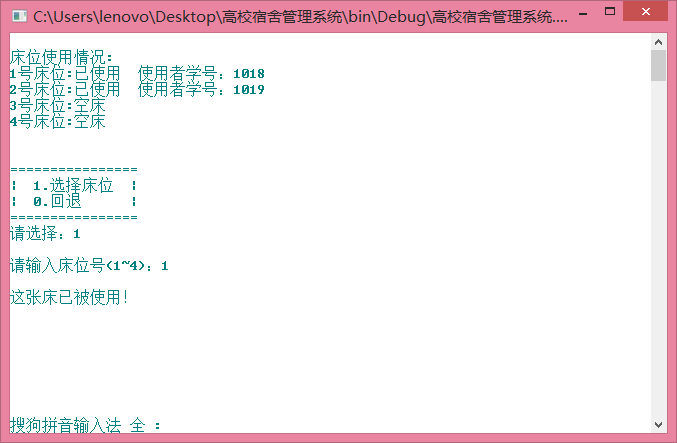 C:\Users\lenovo\Desktop\高校宿舍管理系统\bin\Debug\高校宿舍管理系统....
床位使用情况:
1号床位:已使用  使用者学号：1018
2号床位:已使用  使用者学号：1019
3号床位:空床
4号床位:空床
================
¦  1.选择床位  ¦
¦  0.回退      ¦
================
请选择：1
请输入床位号(1~4)：1
这张床已被使用!
搜狗拼音输入法 全 ：